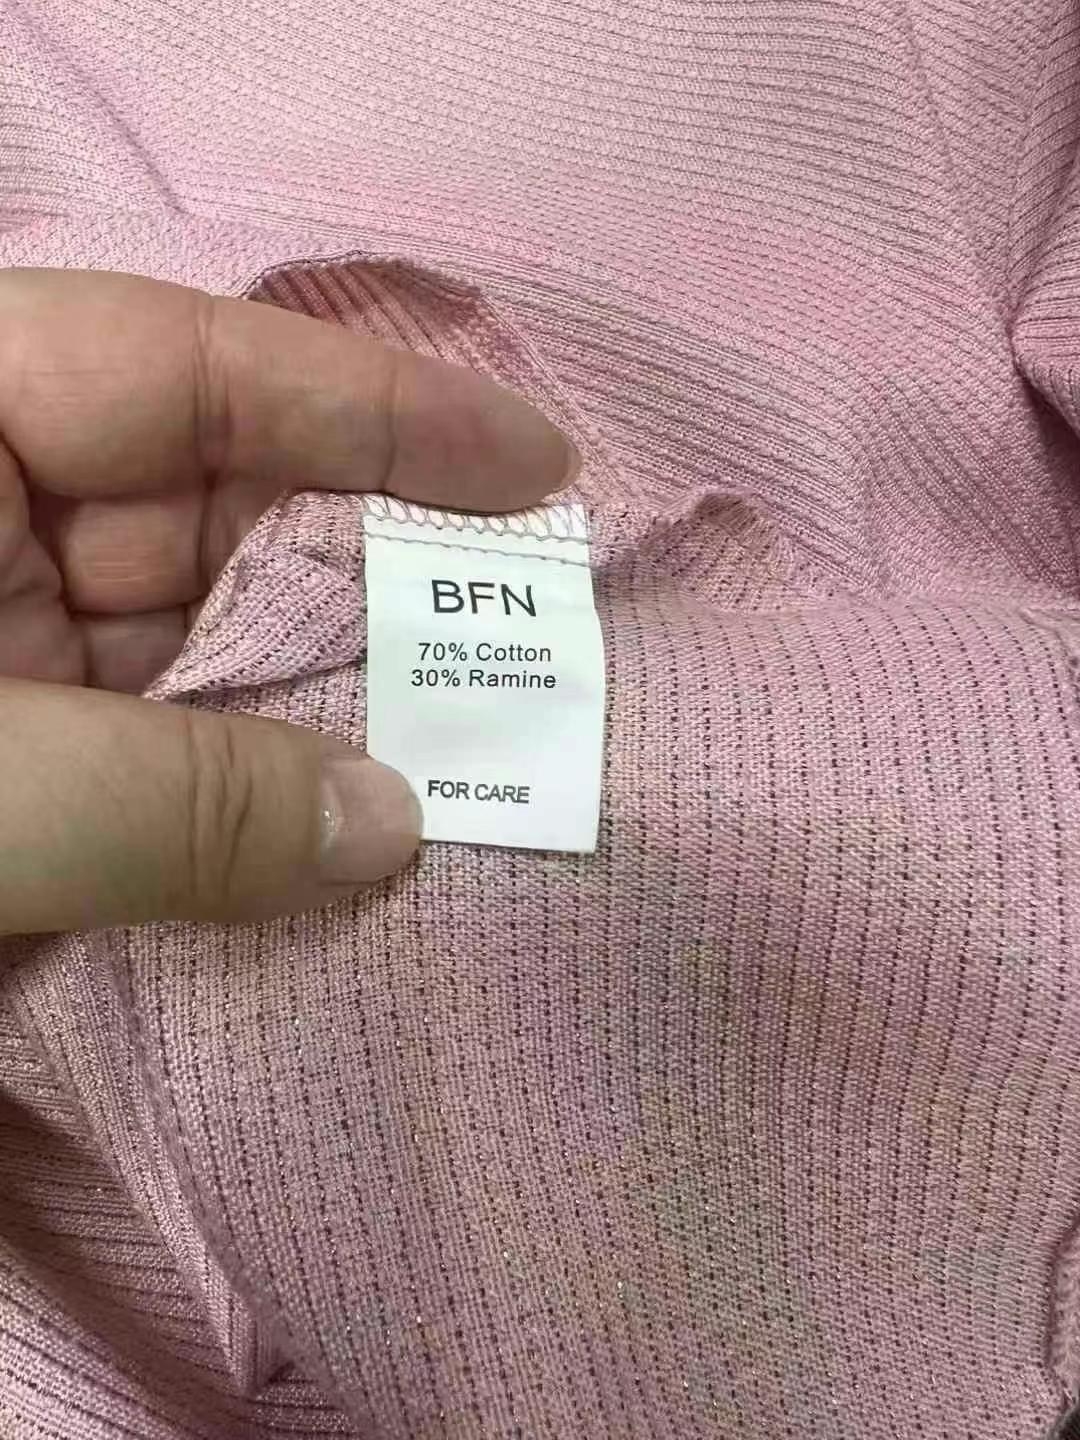 BFN
70% Cotton
30% Ramine
FOR CARE